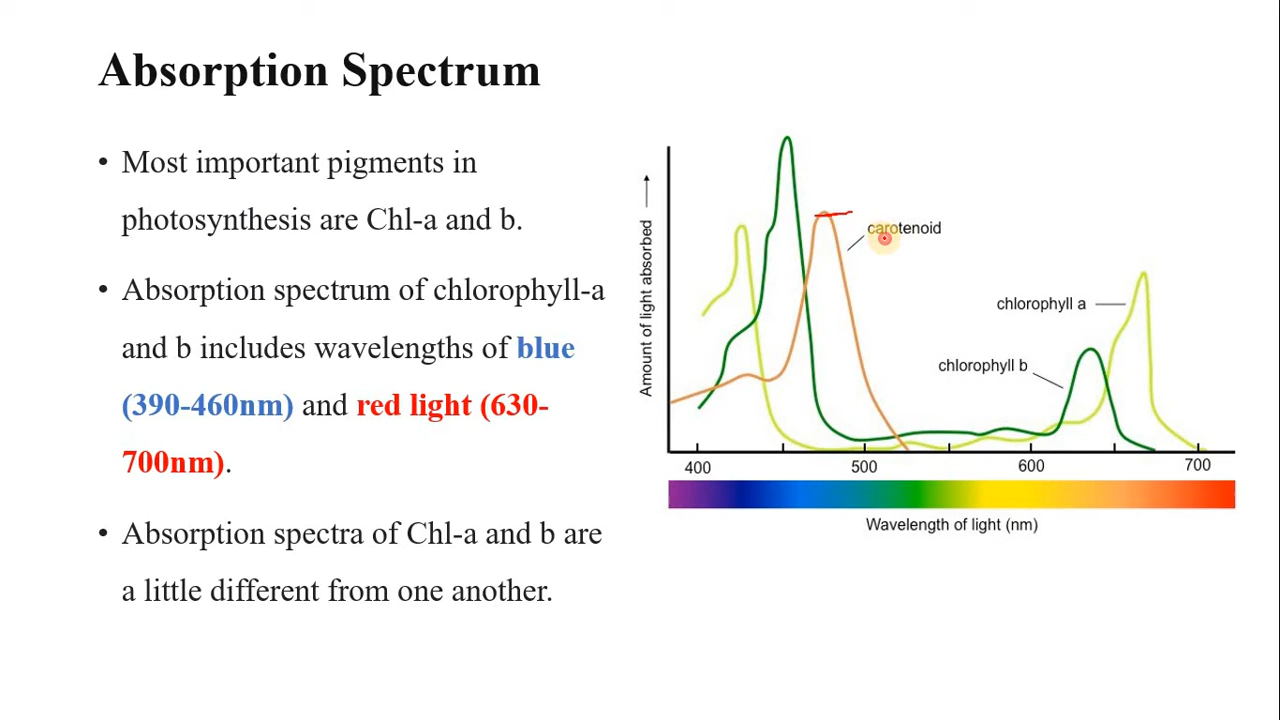 Absorption Spectrum
• Most important pigments in
photosynthesis are Chl-a and b.
• Absorption spectrum of chlorophyll-a
and b includes wavelengths of blue
(390-460nm) and red light (630-
700nm).
• Absorption spectra of Chl-a and b are
a little different from one another.
Amount of light absorbed
carotenoid
chlorophyll a
chlorophyll b
400 500 600 700
Wavelength of light (nm)